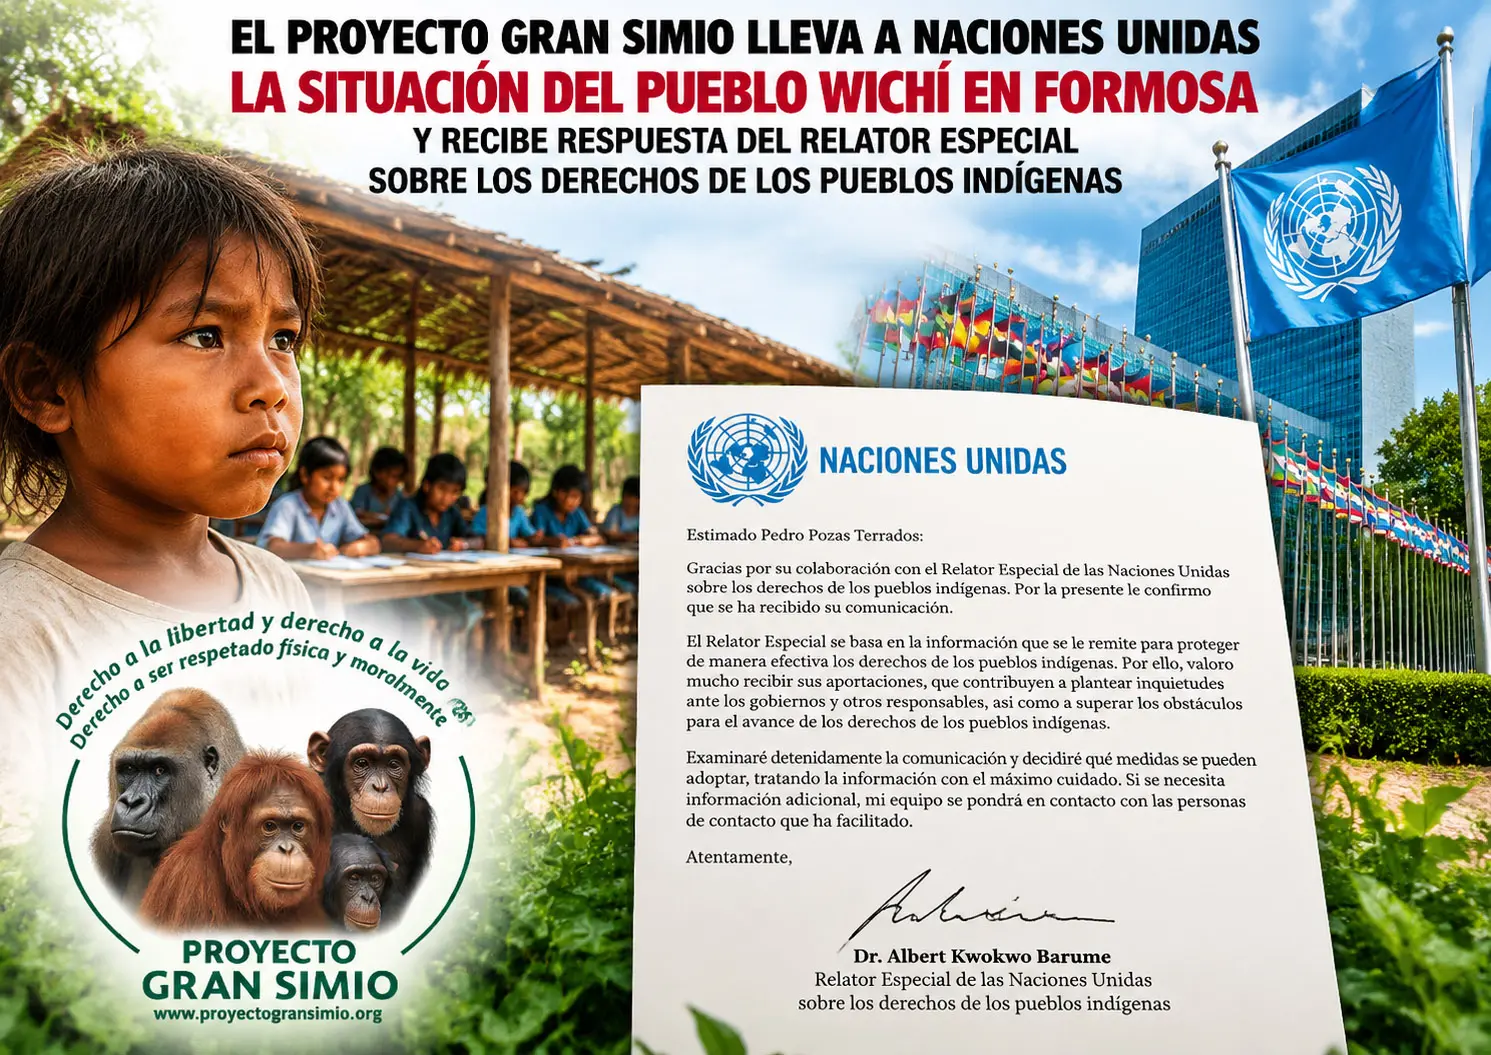 EL PROYECTO GRAN SIMIO LLEVA A NACIONES UNIDAS
LA SITUACIÓN DEL PUEBLO WICHÍ EN FORMOSA
Y RECIBE RESPUESTA DEL RELATOR ESPECIAL
SOBRE LOS DERECHOS DE LOS PUEBLOS INDÍGENAS
NACIONES UNIDAS
Estimado Pedro Pozas Terrados:
Gracias por su colaboración con el Relator Especial de las Naciones Unidas
sobre los derechos de los pueblos indígenas. Por la presente le confirmo
que se ha recibido su comunicación.
El Relator Especial se basa en la información que se le remite para proteger
de manera efectiva los derechos de los pueblos indígenas. Por ello, valoro
mucho recibir sus aportaciones, que contribuyen a plantear inquietudes
ante los gobiernos y otros responsables, asi como a superar los obstáculos
para el avance de los derechos de los pueblos indígenas.
Examinaré detenidamente la comunicación y decidiré qué medidas se pueden
adoptar, tratando la información con el máximo cuidado. Si se necesita
información adicional, mi equipo se pondrá en contacto con las personas
de contacto que ha facilitado.
Atentamente,
Dr. Albert Kwokwo Barume
Relator Especial de las Naciones Unidas
sobre los derechos de los pueblos indígenas
Derecho a la libertad y derecho a la vida
Derecho a ser respetado física y moralmente
PROYECTO
GRAN SIMIO
www.proyectogransimio.org